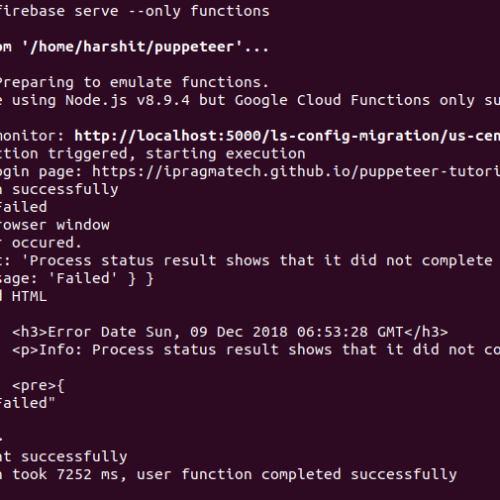 firebase serve --only functions
om '/home/harshit/puppeteer'...
Preparing to emulate functions.
e using Node.js v8.9.4 but Google Cloud Functions only su
monitor: http://localhost:5000/ls-config-migration/us-cen
ction triggered, starting execution
ogin page: https://ipragmatech.github.io/puppeteer-tutori
n successfully
Failed
rowser window
r occured.
t: 'Process status result shows that it did not complete
sage: 'Failed' } }
d HTML
<h3>Error Date Sun, 09 Dec 2018 06:53:28 GMT</h3>
<p>Info: Process status result shows that it did not co
<pre>{
Failed"
nt successfully
n took 7252 ms, user function completed successfully